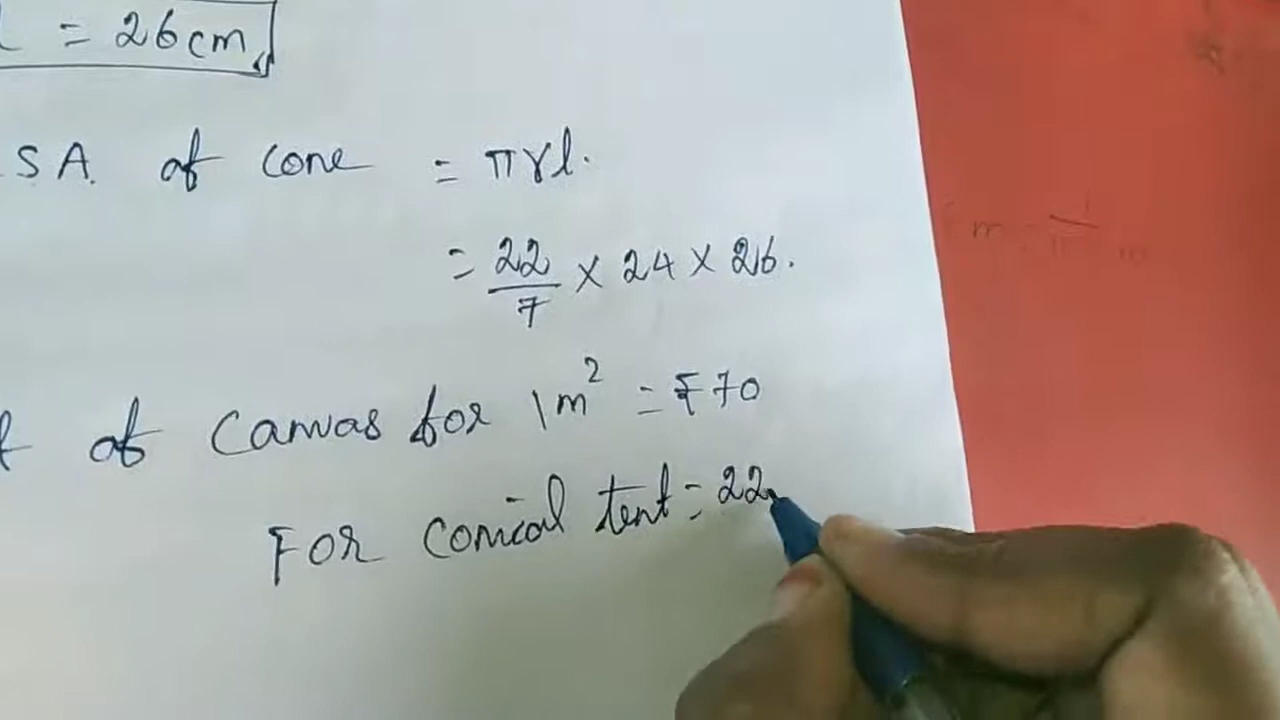 = 26cm
S A. of cone = πrl.
= 22/7 × 24 × 26.
of Canvas for 1m² = ₹70
For conical tent = 22